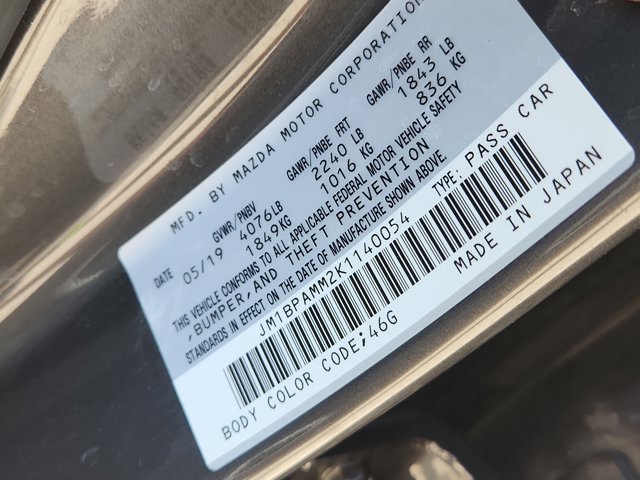 MFD. BY MAZDA MOTOR CORPORATION
DATE GVWR/PNBV GAWR/PNBE FRT GAWR/PNBE RR
05/19 4076LB 2240 LB 1843 LB
1849KG 1016 KG 836 KG
THIS VEHICLE CONFORMS TO ALL APPLICABLE FEDERAL MOTOR VEHICLE SAFETY
,BUMPER,AND THEFT PREVENTION
STANDARDS IN EFFECT ON THE DATE OF MANUFACTURE SHOWN ABOVE.
JM1BPAMM2K1140054 TYPE: PASS CAR
BODY COLOR CODE;46G MADE IN JAPAN